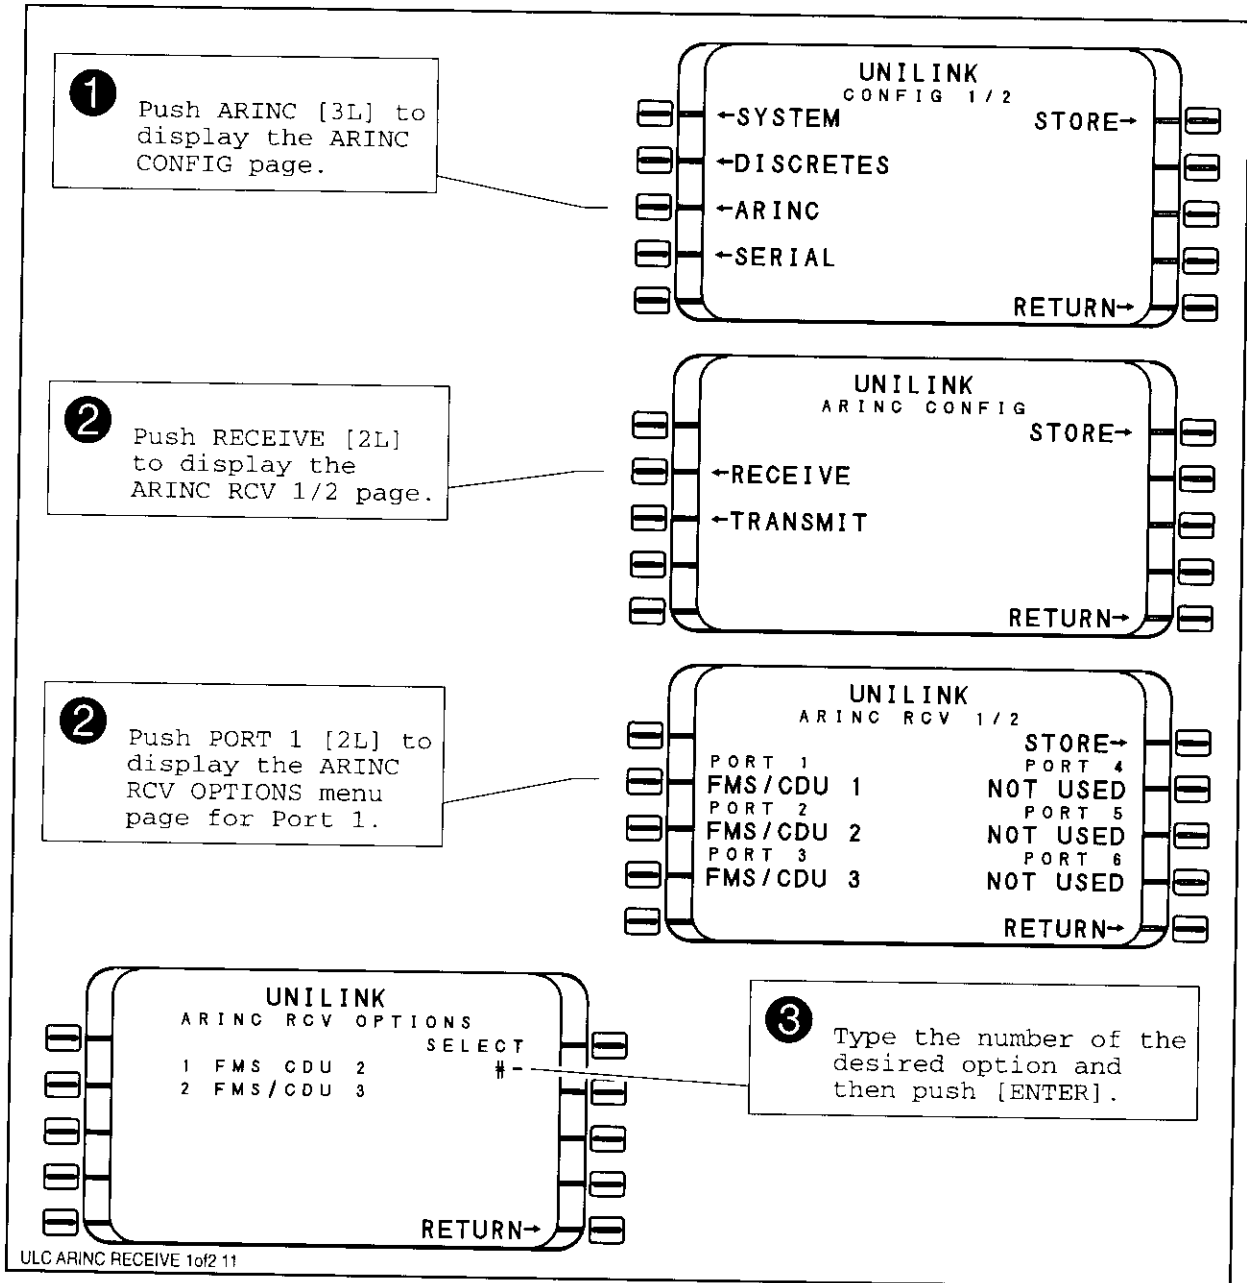 1
Push ARINC [3L] to
display the ARINC
CONFIG page.
UNILINK
CONFIG 1/2
←SYSTEM STORE→
←DISCRETES
←ARINC
←SERIAL
RETURN→
2
Push RECEIVE [2L]
to display the
ARINC RCV 1/2 page.
UNILINK
ARINC CONFIG
STORE→
←RECEIVE
←TRANSMIT
RETURN→
2
Push PORT 1 [2L] to
display the ARINC
RCV OPTIONS menu
page for Port 1.
UNILINK
ARINC RCV 1/2
STORE→
PORT 1 PORT 4
FMS/CDU 1 NOT USED
PORT 2 PORT 5
FMS/CDU 2 NOT USED
PORT 3 PORT 6
FMS/CDU 3 NOT USED
RETURN→
UNILINK
ARINC RCV OPTIONS
SELECT
1 FMS CDU 2 #-
2 FMS/CDU 3
RETURN→
3
Type the number of the
desired option and
then push [ENTER].
ULC ARINC RECEIVE 1of2 11